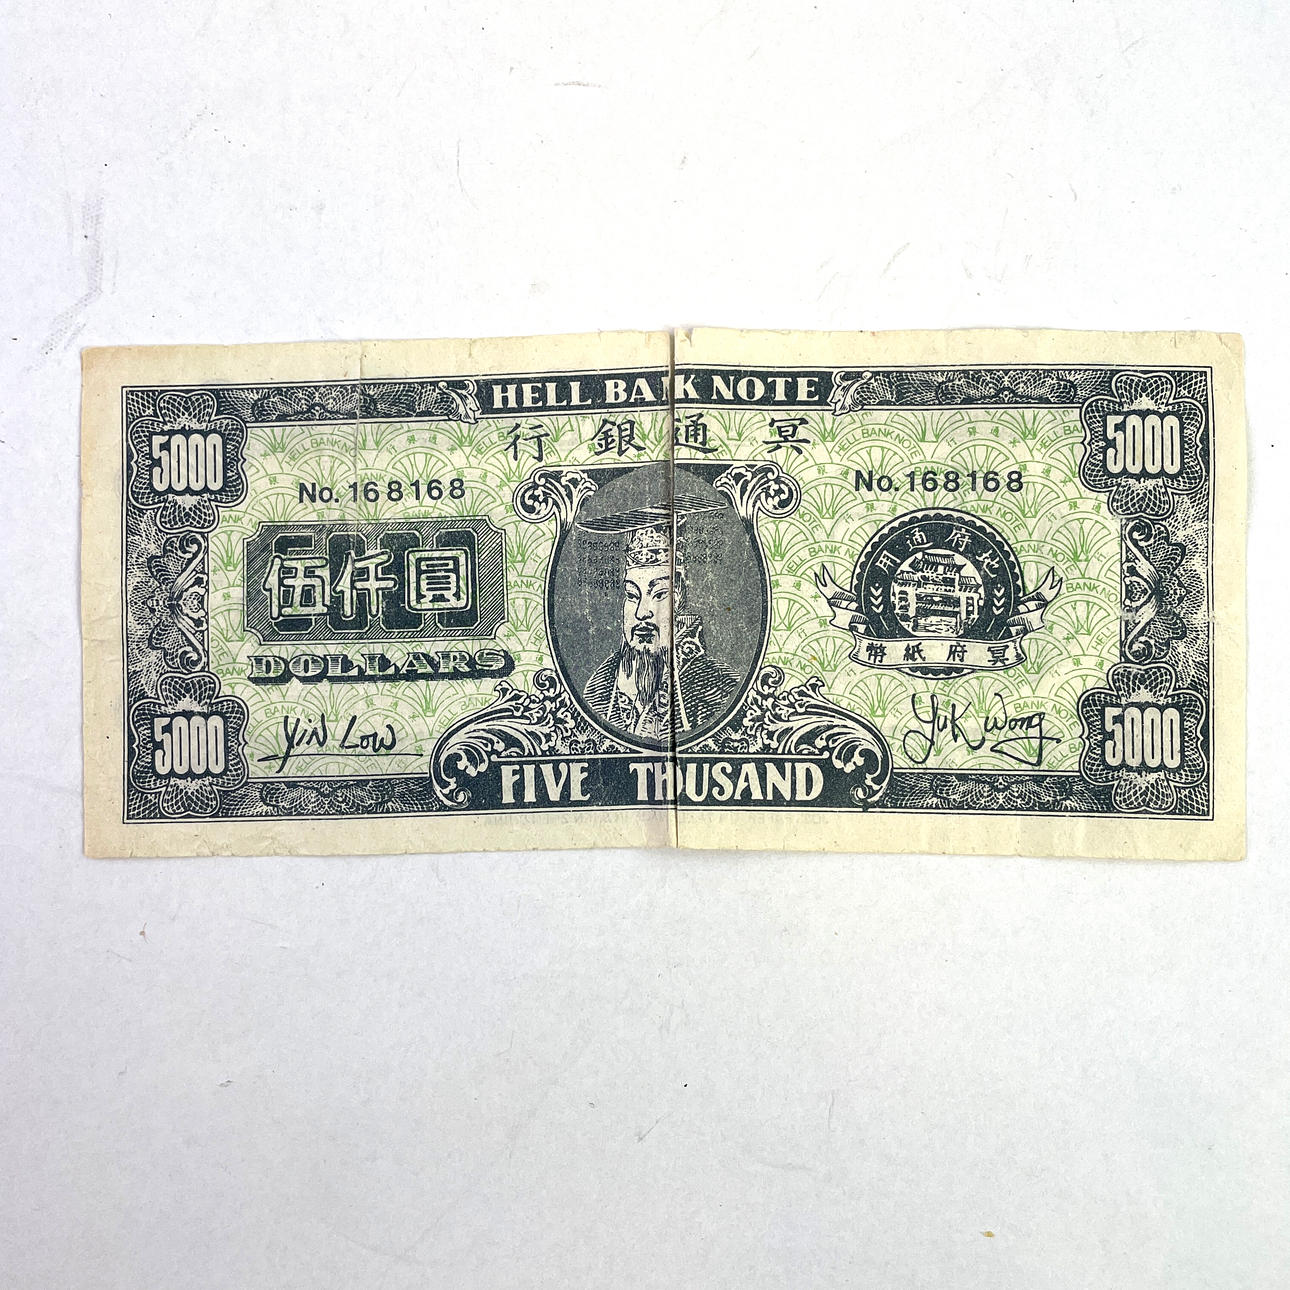 HELL BANK NOTE
行銀通冥
5000
5000
No.168168
No.168168
5000
伍仟圓
DOLLARS
用通府地
幣紙府冥
Yin Low
Yuk Wong
5000
5000
FIVE THOUSAND